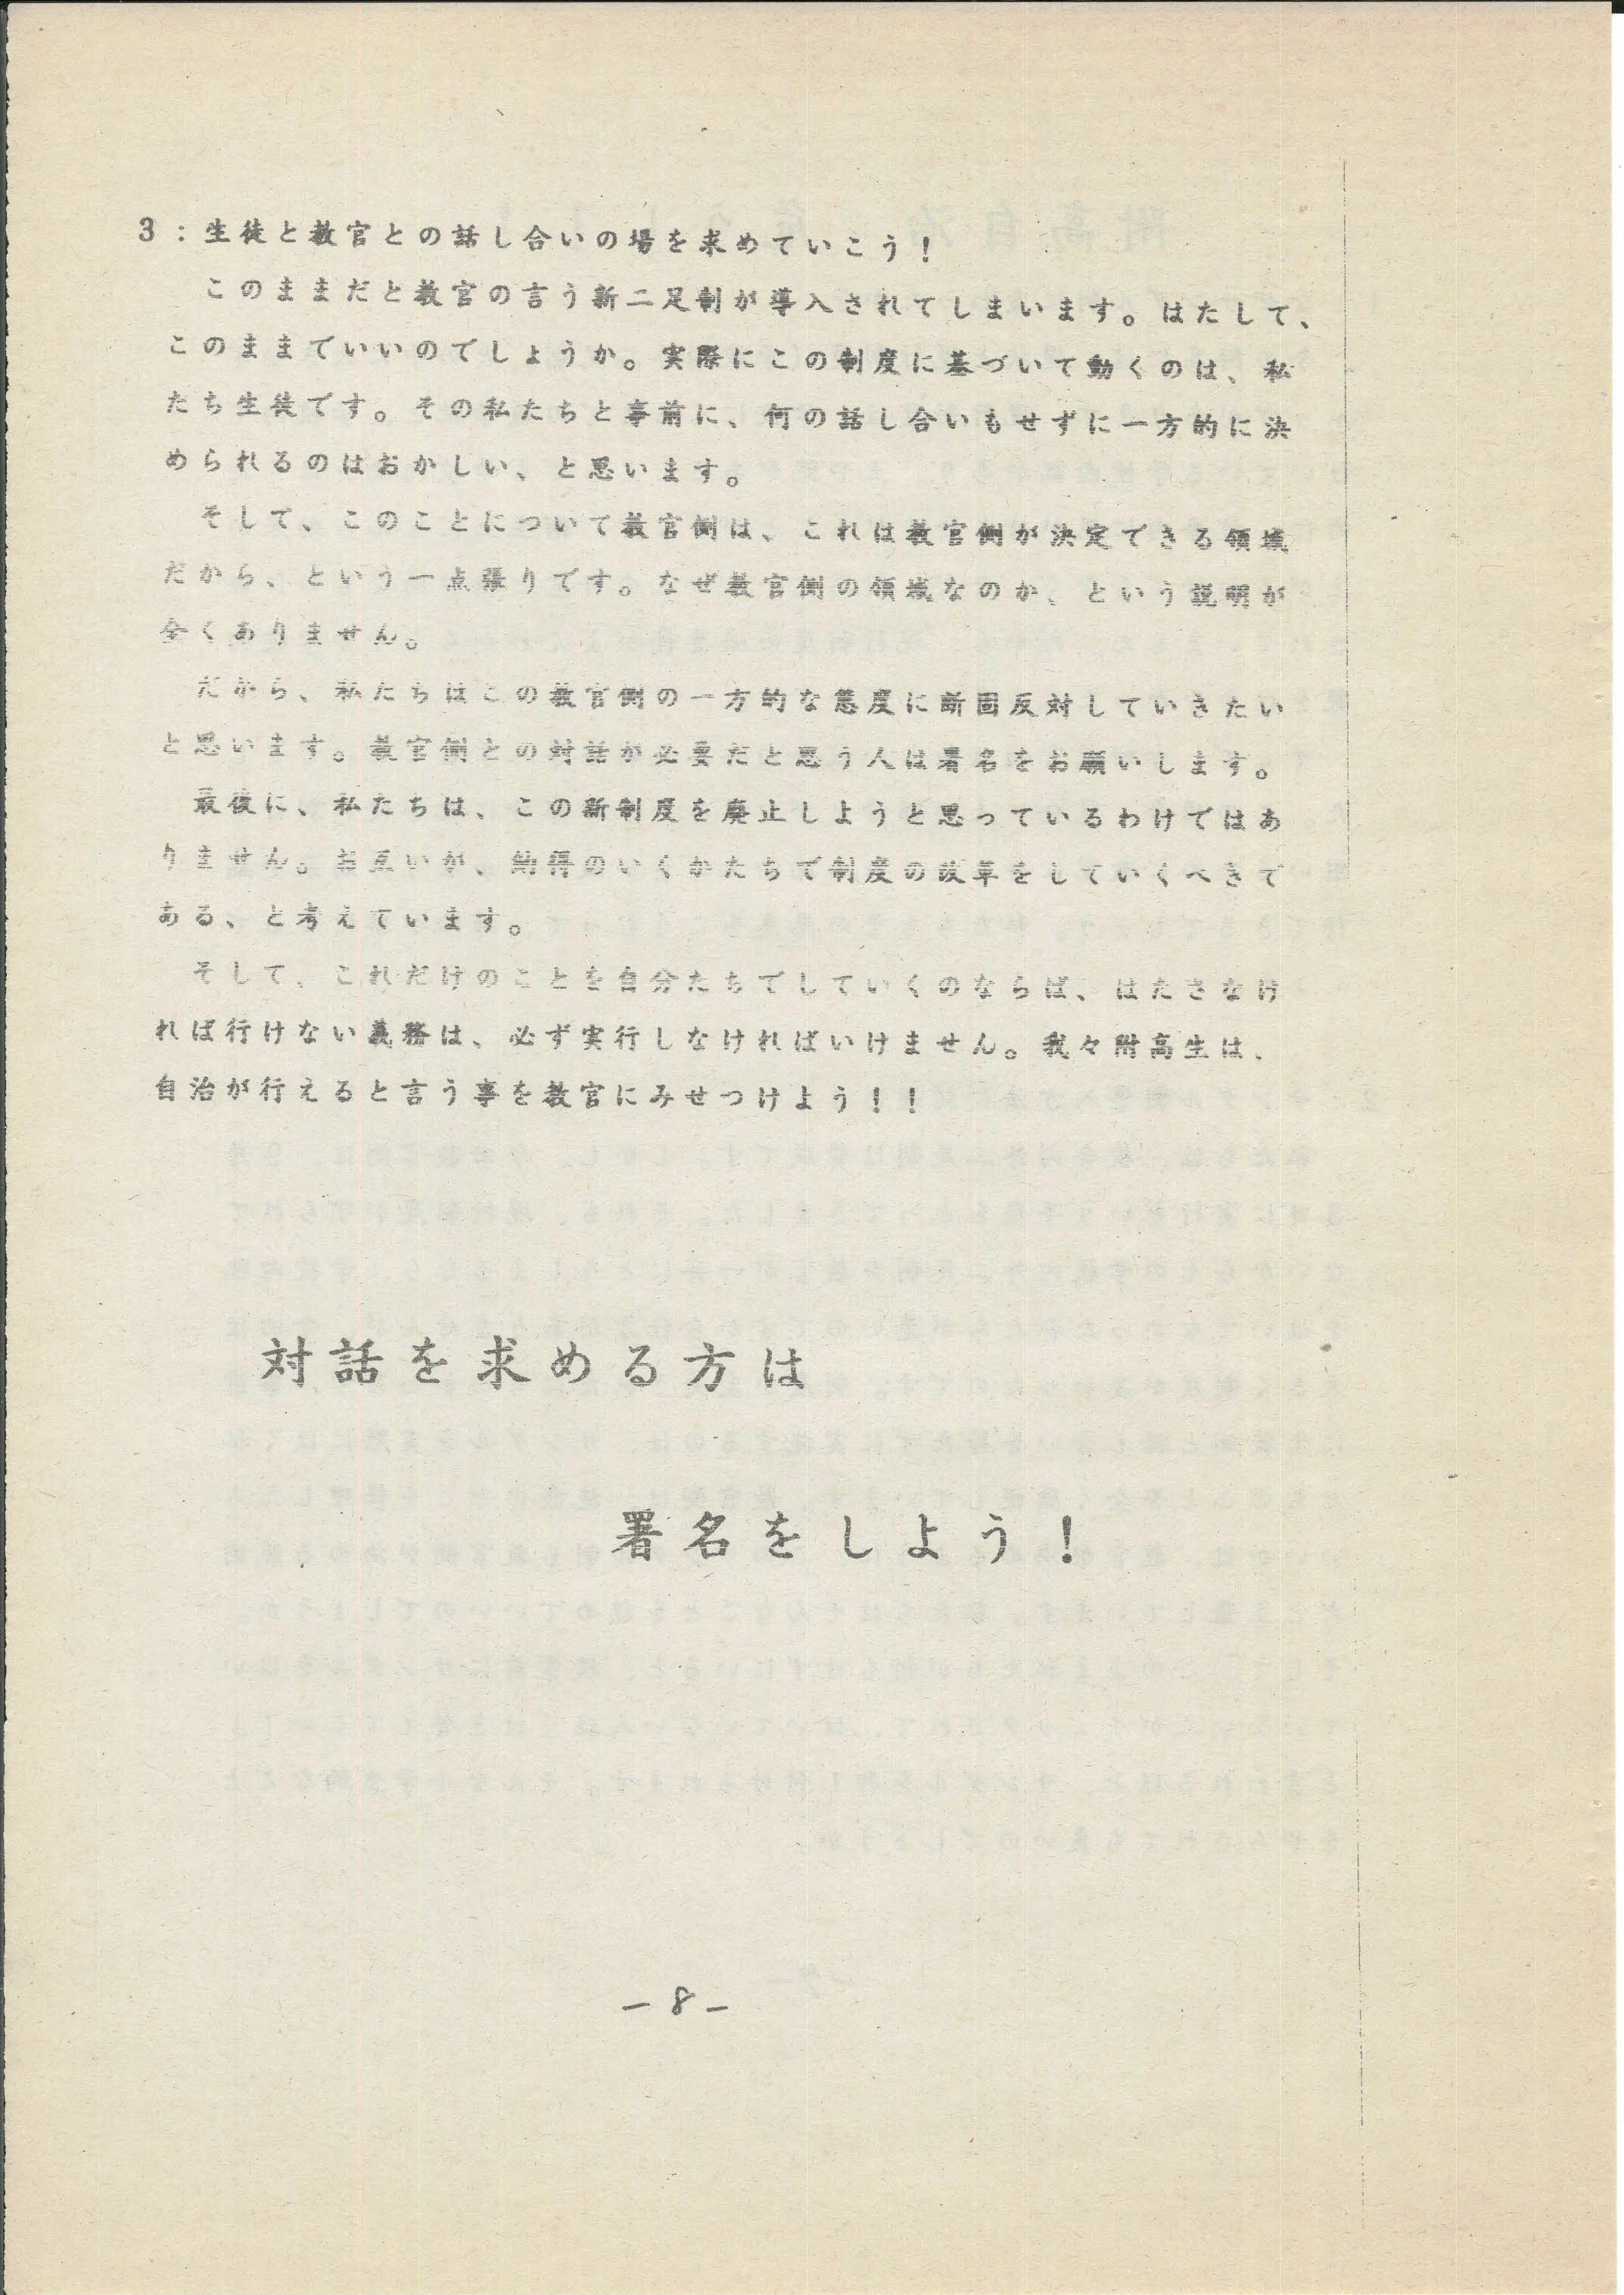 3：生徒と教官との話し合いの場を求めていこう！
このままだと教官の言う新二足制が導入されてしまいます。はたして、
このままでいいのでしょうか。実際にこの制度に基づいて動くのは、私
たち生徒です。その私たちと事前に、何の話し合いもせずに一方的に決
められるのはおかしい、と思います。
そして、このことについて教官側は、これは教官側が決定できる領域
だから、という一点張りです。なぜ教官側の領域なのか、という説明が
全くありません。
だから、私たちはこの教官側の一方的な態度に断固反対していきたい
と思います。教官側との対話が必要だと思う人は署名をお願いします。
最後に、私たちは、この新制度を廃止しようと思っているわけではあ
りません。お互いが、納得のいくかたちで制度の改革をしていくべきで
ある、と考えています。
そして、これだけのことを自分たちでしていくのならば、はたさなけ
れば行けない義務は、必ず実行しなければいけません。我々附高生は、
自治が行えると言う事を教官にみせつけよう！！
対話を求める方は
署名をしよう！
－8－